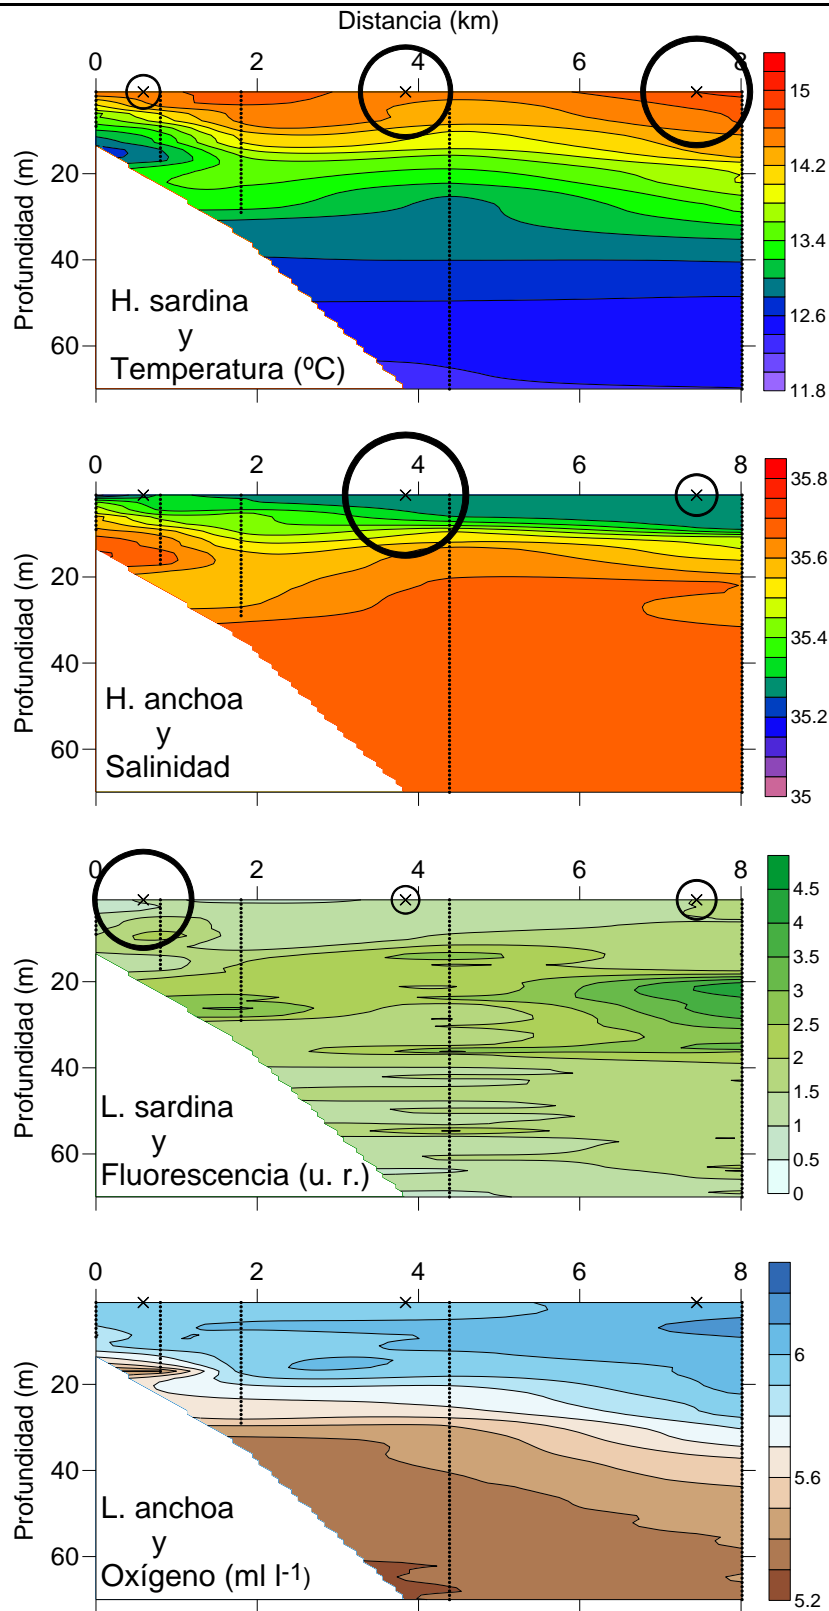 Distancia (km)
0 2 4 6 8
Profundidad (m)
20
40
60
H. sardina
y
Temperatura (ºC)
15
14.2
13.4
12.6
11.8
0 2 4 6 8
Profundidad (m)
20
40
60
H. anchoa
y
Salinidad
35.8
35.6
35.4
35.2
35
0 2 4 6 8
Profundidad (m)
20
40
60
L. sardina
y
Fluorescencia (u. r.)
4.5
4
3.5
3
2.5
2
1.5
1
0.5
0
0 2 4 6 8
Profundidad (m)
20
40
60
L. anchoa
y
Oxígeno (ml l-1)
6
5.6
5.2